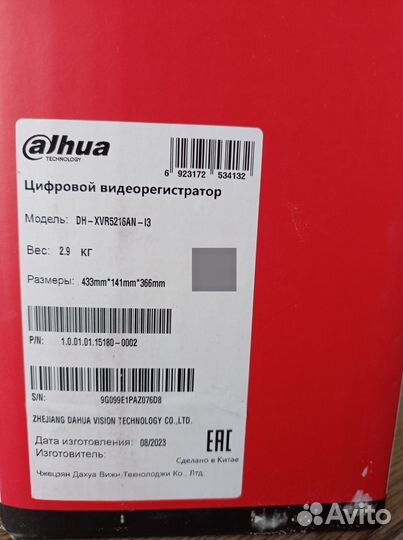 alhua
TECHNOLOGY
6 923172 534132
Цифровой видеорегистратор
Модель: DH-XVR5216AN-I3
Вес: 2.9 КГ
Размеры: 433mm*141mm*366mm
P/N: 1.0.01.01.15180-0002
S/N: 9G099E1PAZ076D8
ZHEJIANG DAHUA VISION TECHNOLOGY CO.,LTD.
Дата изготовления: 08/2023
Изготовитель:
EAC
Сделано в Китае
Чжецзян Дахуа Вижн Текнолоджи Ко., Лтд.
Avito